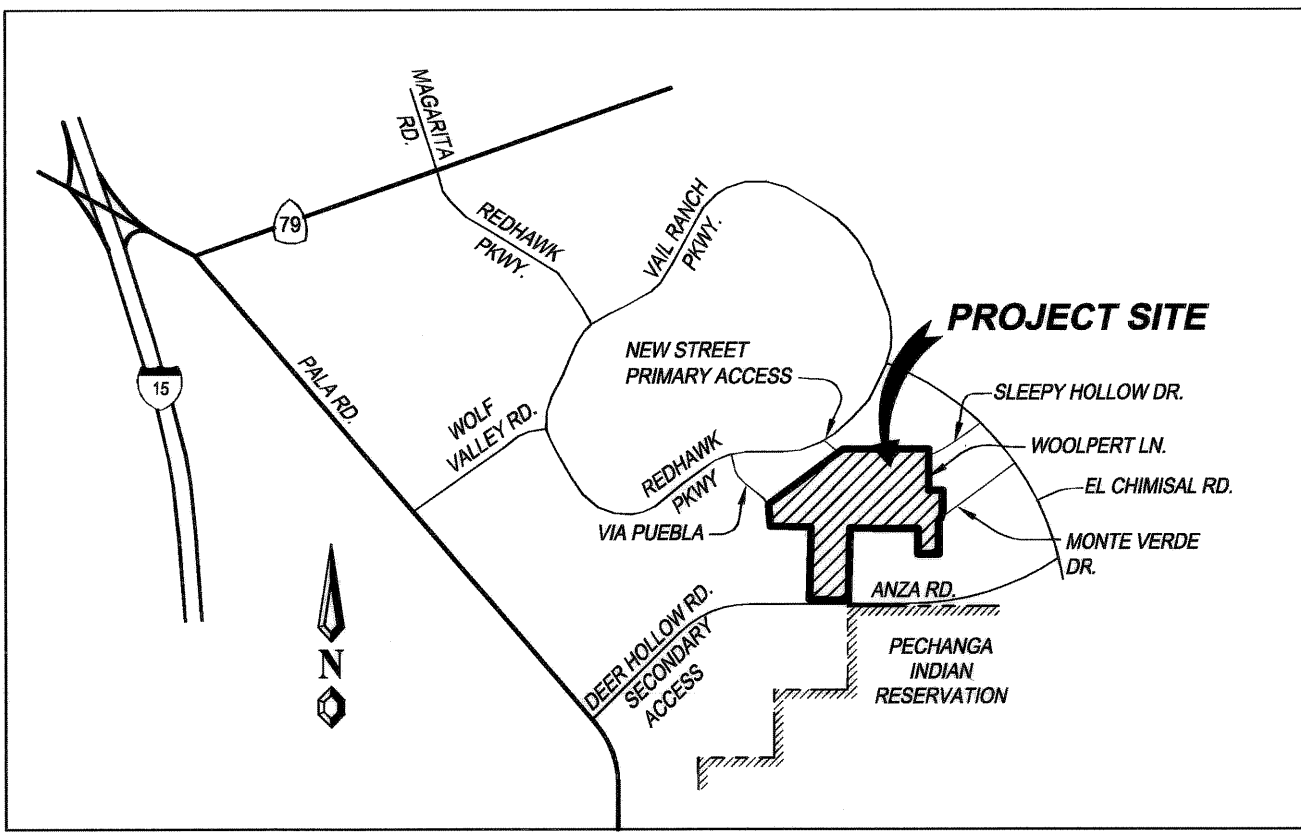 MAGARITA
RD.
79
REDHAWK
PKWY.
VAIL RANCH
PKWY.
PROJECT SITE
NEW STREET
PRIMARY ACCESS
15
PALA RD.
WOLF
VALLEY RD.
SLEEPY HOLLOW DR.
WOOLPERT LN.
REDHAWK
PKWY
EL CHIMISAL RD.
VIA PUEBLA
MONTE VERDE
DR.
ANZA RD.
DEER HOLLOW RD.
SECONDARY
ACCESS
N
PECHANGA
INDIAN
RESERVATION